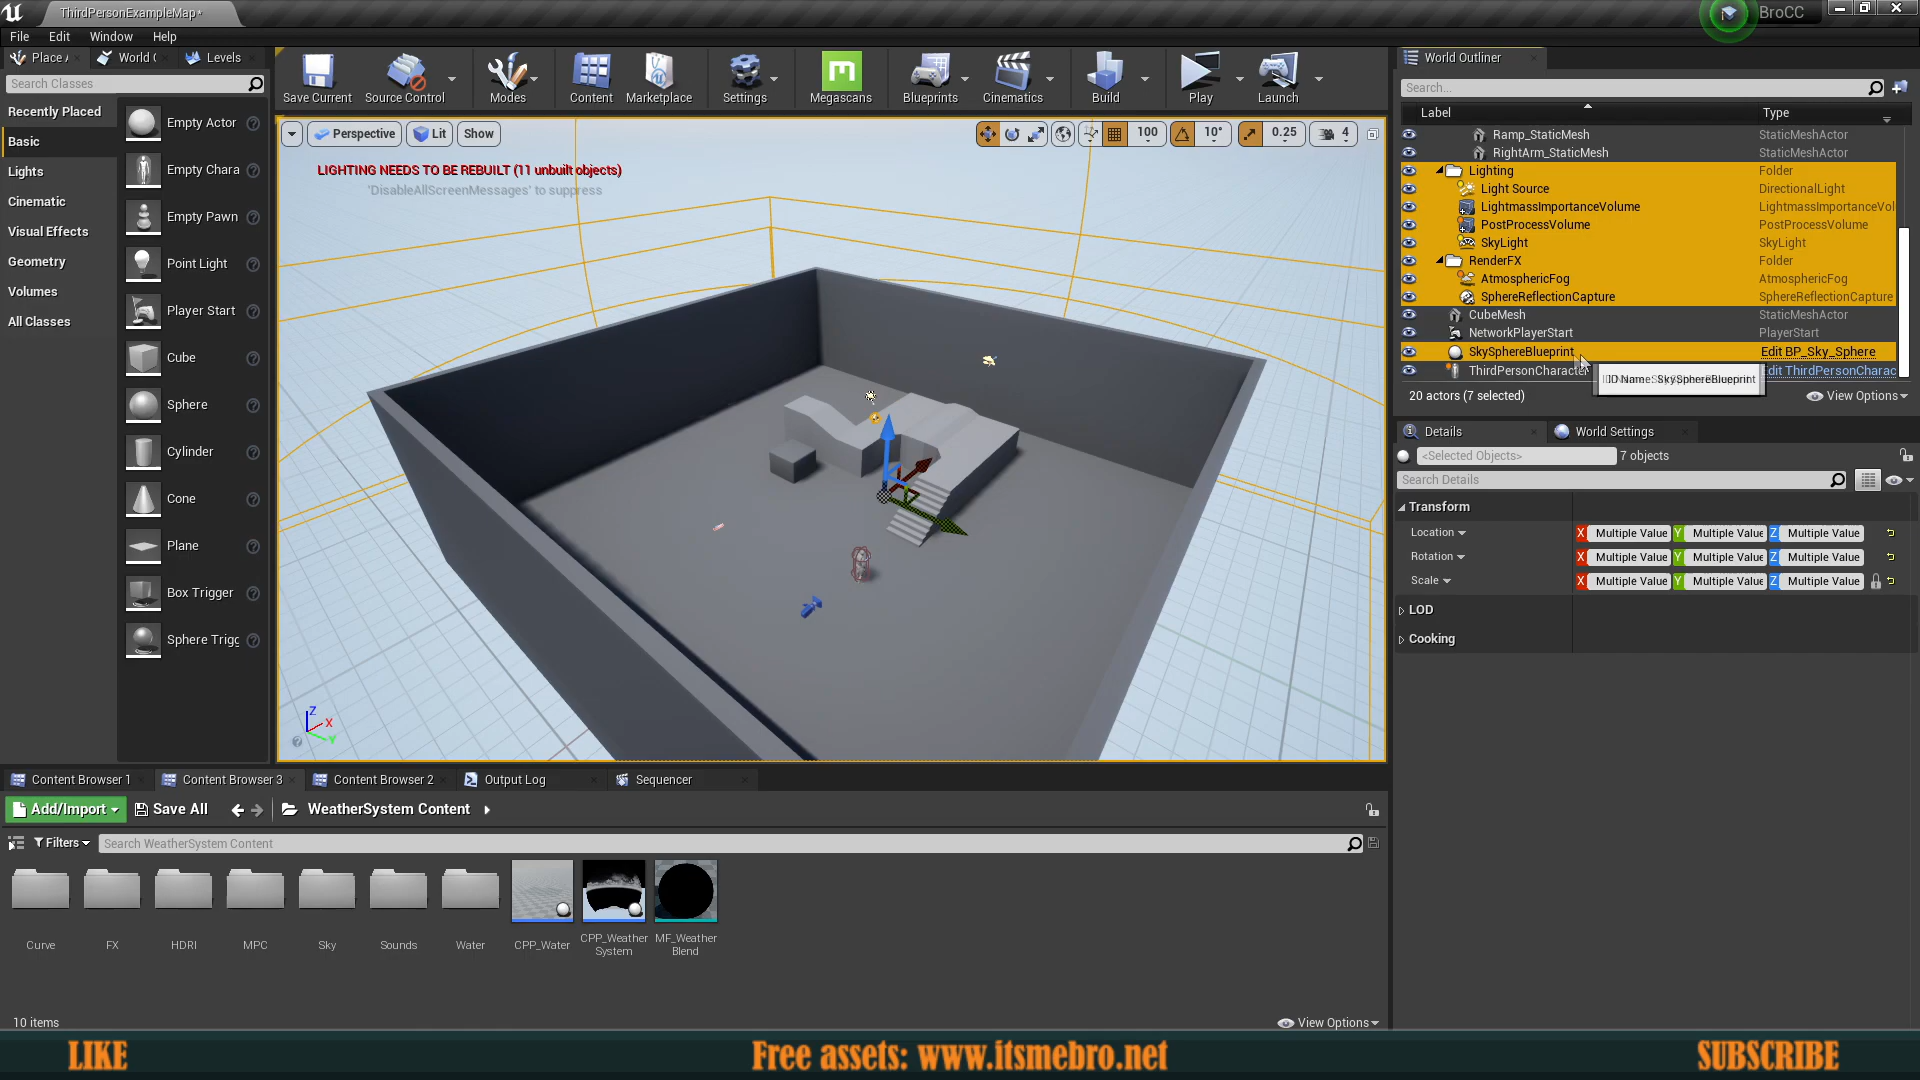 ThirdPersonExampleMap*
BroCC
File Edit Window Help
Place A World C Levels
Search Classes
Recently Placed
Basic
Lights
Cinematic
Visual Effects
Geometry
Volumes
All Classes
Empty Actor
Empty Chara
Empty Pawn
Point Light
Player Start
Cube
Sphere
Cylinder
Cone
Plane
Box Trigger
Sphere Trigg
Save Current Source Control Modes Content Marketplace Settings Megascans Blueprints Cinematics Build Play Launch
Perspective Lit Show 100 10° 0.25 4
LIGHTING NEEDS TO BE REBUILT (11 unbuilt objects)
'DisableAllScreenMessages' to suppress
Z
X
Y
World Outliner
Search...
Label Type
Ramp_StaticMesh StaticMeshActor
RightArm_StaticMesh StaticMeshActor
Lighting Folder
Light Source DirectionalLight
LightmassImportanceVolume LightmassImportanceVol
PostProcessVolume PostProcessVolume
SkyLight SkyLight
RenderFX Folder
AtmosphericFog AtmosphericFog
SphereReflectionCapture SphereReflectionCapture
CubeMesh StaticMeshActor
NetworkPlayerStart PlayerStart
SkySphereBlueprint Edit BP_Sky_Sphere
ThirdPersonCharacter Edit ThirdPersonCharac
ID Name: SkySphereBlueprint
20 actors (7 selected) View Options
Details World Settings
<Selected Objects> 7 objects
Search Details
Transform
Location X Multiple Value Y Multiple Value Z Multiple Value
Rotation X Multiple Value Y Multiple Value Z Multiple Value
Scale X Multiple Value Y Multiple Value Z Multiple Value
LOD
Cooking
Content Browser 1 Content Browser 3 Content Browser 2 Output Log Sequencer
Add/Import Save All WeatherSystem Content
Filters Search WeatherSystem Content
Curve FX HDRI MPC Sky Sounds Water CPP_Water CPP_Weather MF_Weather
System Blend
10 items View Options
LIKE Free assets: www.itsmebro.net SUBSCRIBE